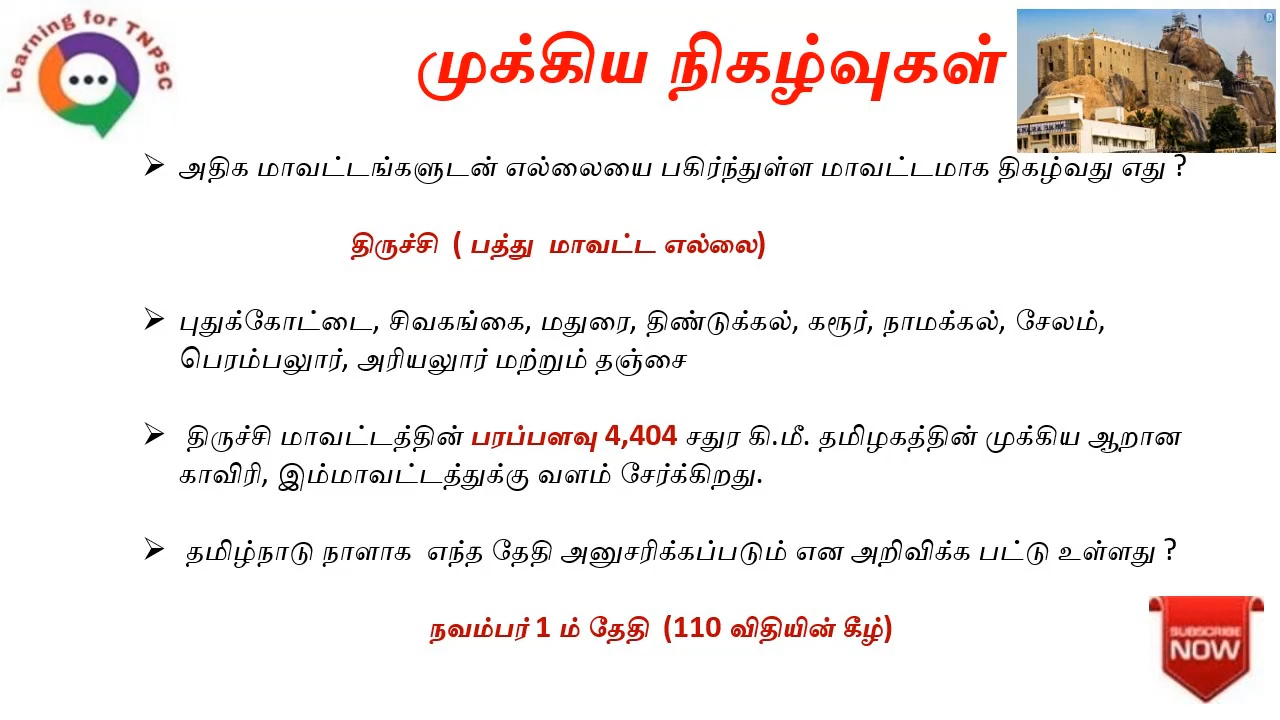 Learning for TNPSC
முக்கிய நிகழ்வுகள்
அதிக மாவட்டங்களுடன் எல்லையை பகிர்ந்துள்ள மாவட்டமாக திகழ்வது எது ?
திருச்சி ( பத்து மாவட்ட எல்லை)
புதுக்கோட்டை, சிவகங்கை, மதுரை, திண்டுக்கல், கரூர், நாமக்கல், சேலம்,
பெரம்பலூார், அரியலூார் மற்றும் தஞ்சை
திருச்சி மாவட்டத்தின் பரப்பளவு 4,404 சதுர கி.மீ. தமிழகத்தின் முக்கிய ஆறான
காவிரி, இம்மாவட்டத்துக்கு வளம் சேர்க்கிறது.
தமிழ்நாடு நாளாக எந்த தேதி அனுசரிக்கப்படும் என அறிவிக்க பட்டு உள்ளது ?
நவம்பர் 1 ம் தேதி (110 விதியின் கீழ்)
SUBSCRIBE
NOW